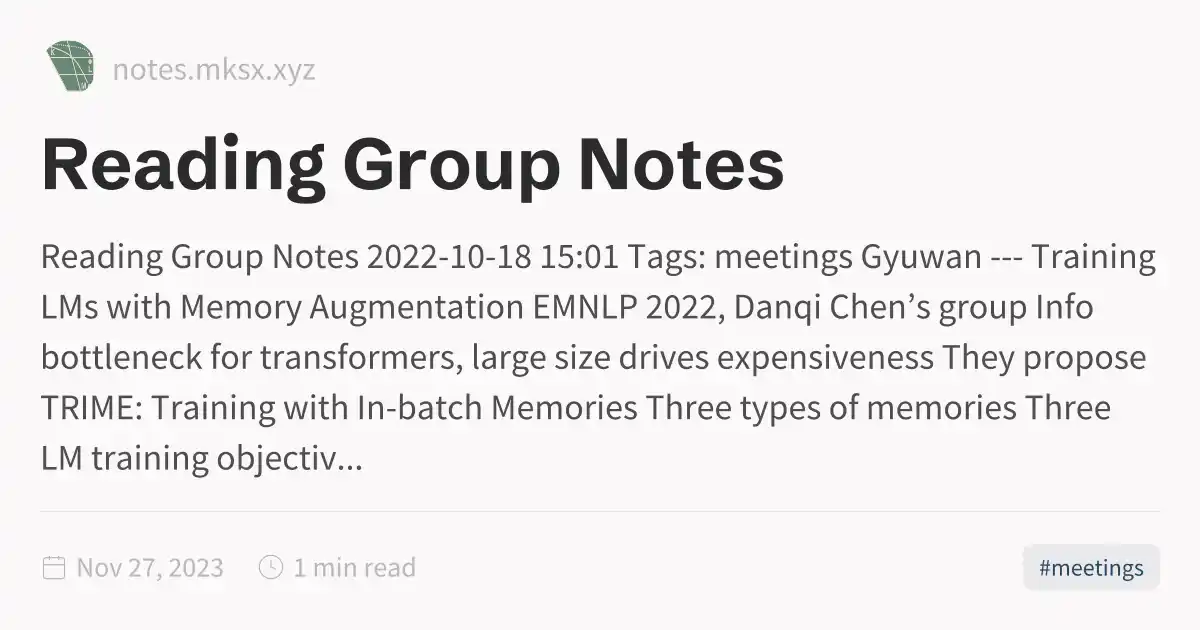 notes.mksx.xyz
Reading Group Notes
Reading Group Notes 2022-10-18 15:01 Tags: meetings Gyuwan --- Training
LMs with Memory Augmentation EMNLP 2022, Danqi Chen’s group Info
bottleneck for transformers, large size drives expensiveness They propose
TRIME: Training with In-batch Memories Three types of memories Three
LM training objectiv...
Nov 27, 2023 1 min read #meetings